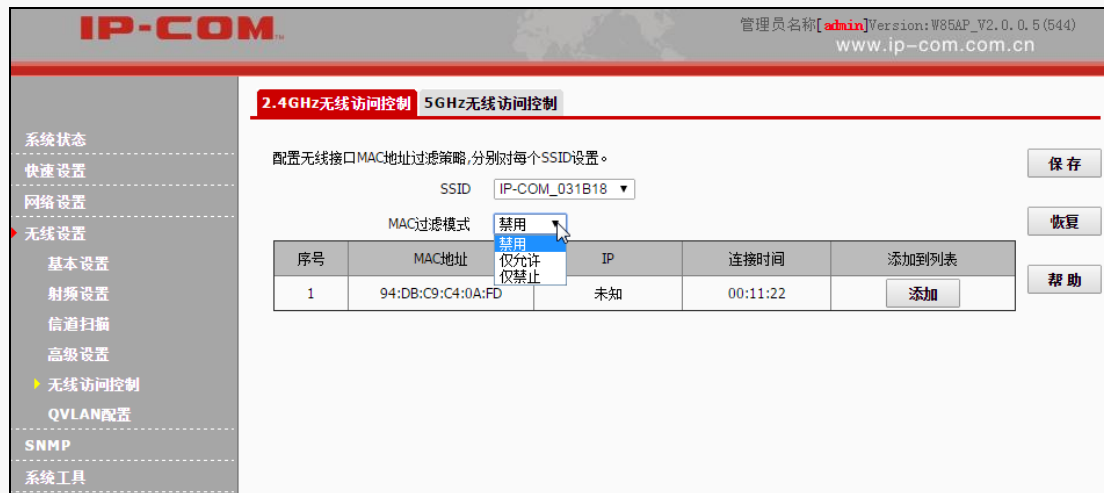 IP-COM
管理员名称[admin]Version:W85AP_V2.0.0.5(544)
www.ip-com.com.cn
2.4GHz无线访问控制 5GHz无线访问控制
系统状态
快速设置
网络设置
无线设置
基本设置
射频设置
信道扫描
高级设置
无线访问控制
QVLAN配置
SNMP
系统工具
配置无线接口MAC地址过滤策略,分别对每个SSID设置。
SSID IP-COM_031B18
MAC过滤模式 禁用
禁用
仅允许
仅禁止
序号 MAC地址 IP 连接时间 添加到列表
1 94:DB:C9:C4:0A:FD 未知 00:11:22 添加
保存
恢复
帮助